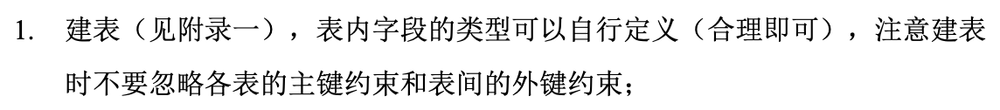 1. 建表（见附录一），表内字段的类型可以自行定义（合理即可），注意建表
时不要忽略各表的主键约束和表间的外键约束；